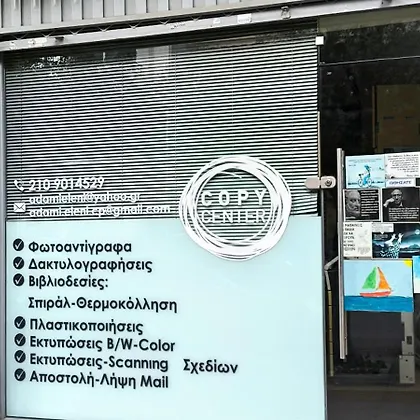 210 9014529
adamleleni@yahoo.gr
adami.eleni.cp@gmail.com
COPY
CENTER
Φωτοαντίγραφα
Δακτυλογραφήσεις
Βιβλιοδεσίες:
Σπιράλ-Θερμοκόλληση
Πλαστικοποιήσεις
Εκτυπώσεις B/W-Color
Εκτυπώσεις-Scanning Σχεδίων
Αποστολή-Λήψη Mail